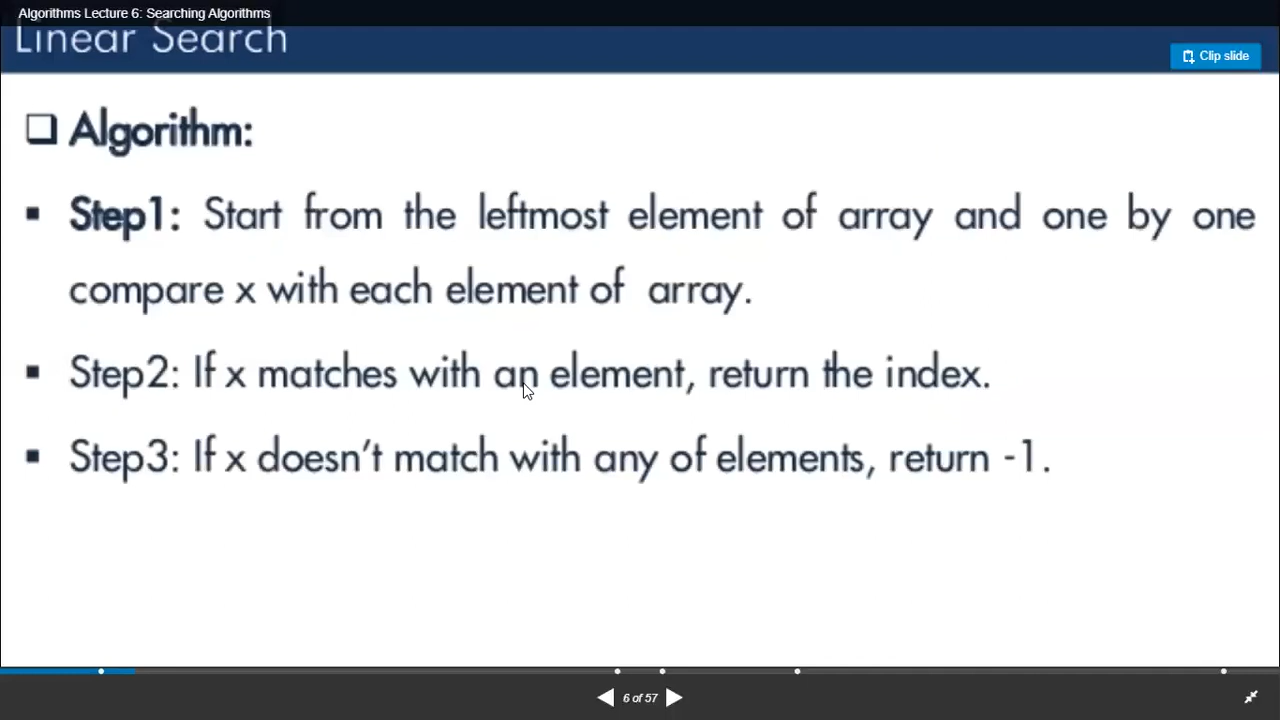 Algorithms Lecture 6: Searching Algorithms
Linear Search
Clip slide
Algorithm:
Step1: Start from the leftmost element of array and one by one
compare x with each element of array.
Step2: If x matches with an element, return the index.
Step3: If x doesn't match with any of elements, return -1.
6 of 57